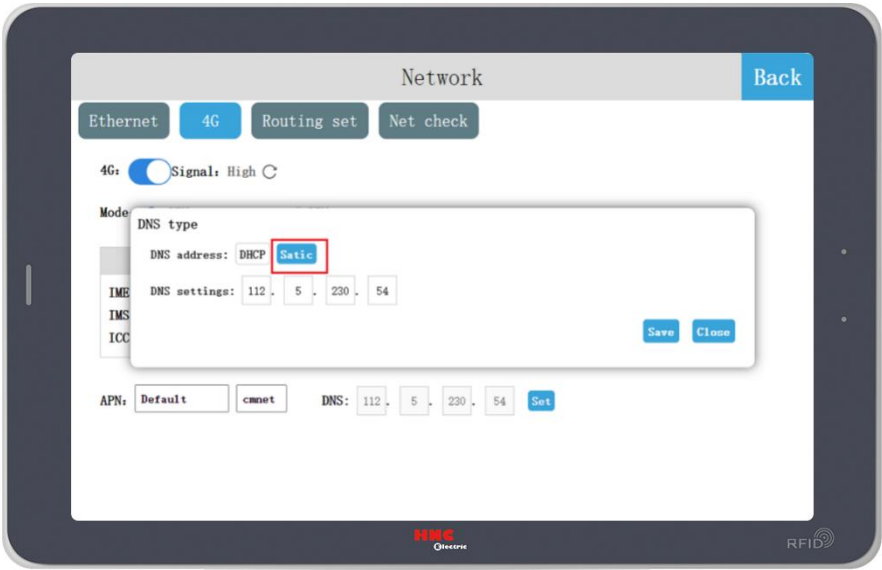 Network
Back
Ethernet
4G
Routing set
Net check
4G: Signal: High
Mode
DNS type
DNS address: DHCP Satic
DNS settings: 112. 5. 230. 54
IME
IMS
ICC
Save Close
APN: Default cmnet DNS: 112. 5. 230. 54 Set
HNC
Electric
RFID